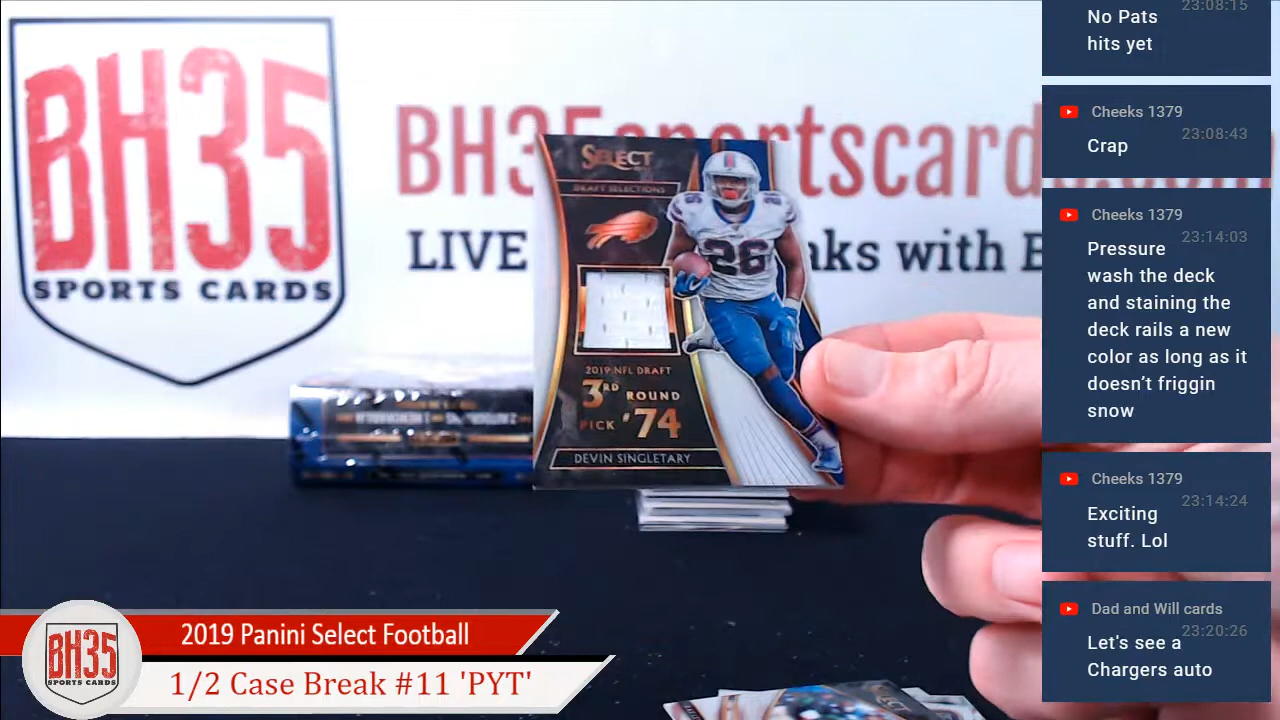 BH35
SPORTS CARDS
BH35sportscard
LIVE
aks with B
SELECT
DRAFT SELECTIONS
26
2019 NFL DRAFT
3RD ROUND
PICK #74
DEVIN SINGLETARY
2019 Panini Select Football
1/2 Case Break #11 'PYT'
BH35
SPORTS CARDS
SELECT
23:08:15
No Pats
hits yet
Cheeks 1379
23:08:43
Crap
Cheeks 1379
23:14:03
Pressure
wash the deck
and staining the
deck rails a new
color as long as it
doesn't friggin
snow
Cheeks 1379
23:14:24
Exciting
stuff. Lol
Dad and Will cards
23:20:26
Let's see a
Chargers auto